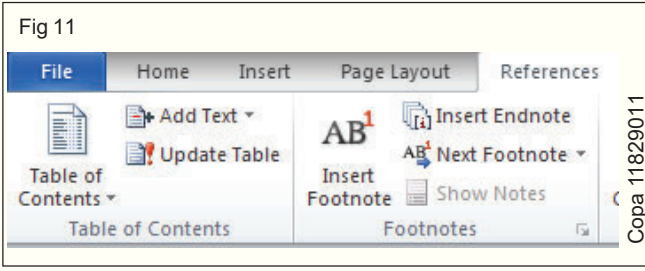 Fig 11
File Home Insert Page Layout References
Table of
Contents
Add Text
Update Table
Table of Contents
AB1
Insert
Footnote
Insert Endnote
AB1 Next Footnote
Show Notes
Footnotes
Copa 11829011